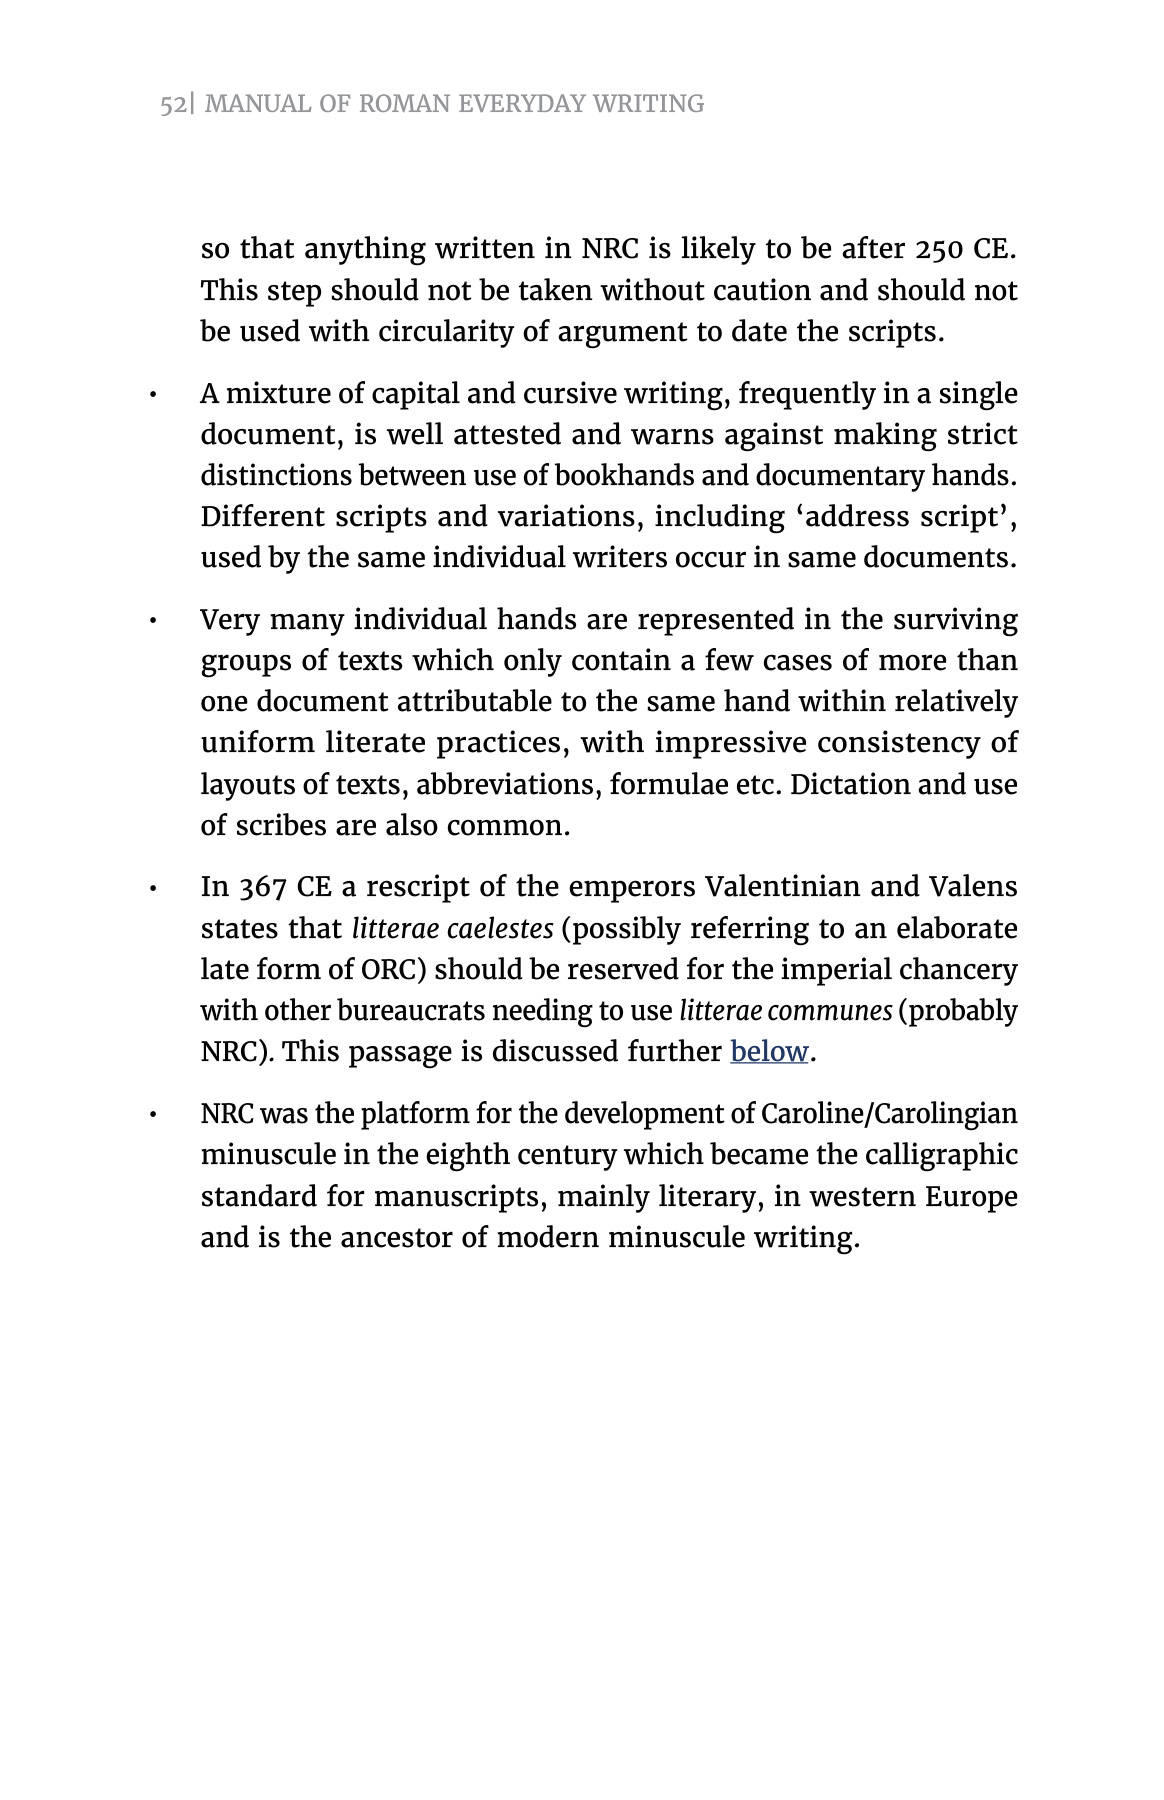 52| MANUAL OF ROMAN EVERYDAY WRITING
so that anything written in NRC is likely to be after 250 CE.
This step should not be taken without caution and should not
be used with circularity of argument to date the scripts.
• A mixture of capital and cursive writing, frequently in a single
document, is well attested and warns against making strict
distinctions between use of bookhands and documentary hands.
Different scripts and variations, including ‘address script’,
used by the same individual writers occur in same documents.
• Very many individual hands are represented in the surviving
groups of texts which only contain a few cases of more than
one document attributable to the same hand within relatively
uniform literate practices, with impressive consistency of
layouts of texts, abbreviations, formulae etc. Dictation and use
of scribes are also common.
• In 367 CE a rescript of the emperors Valentinian and Valens
states that litterae caelestes (possibly referring to an elaborate
late form of ORC) should be reserved for the imperial chancery
with other bureaucrats needing to use litterae communes (probably
NRC). This passage is discussed further below.
• NRC was the platform for the development of Caroline/Carolingian
minuscule in the eighth century which became the calligraphic
standard for manuscripts, mainly literary, in western Europe
and is the ancestor of modern minuscule writing.